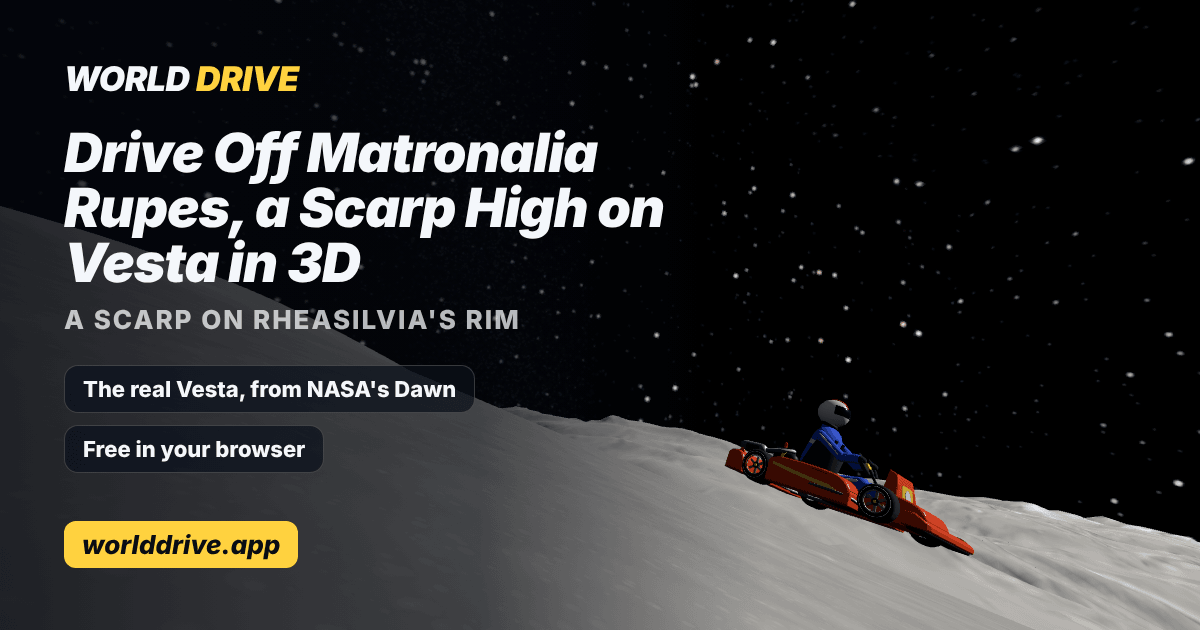 WORLD DRIVE
Drive Off Matronalia
Rupes, a Scarp High on
Vesta in 3D
A SCARP ON RHEASILVIA'S RIM
The real Vesta, from NASA's Dawn
Free in your browser
worlddrive.app